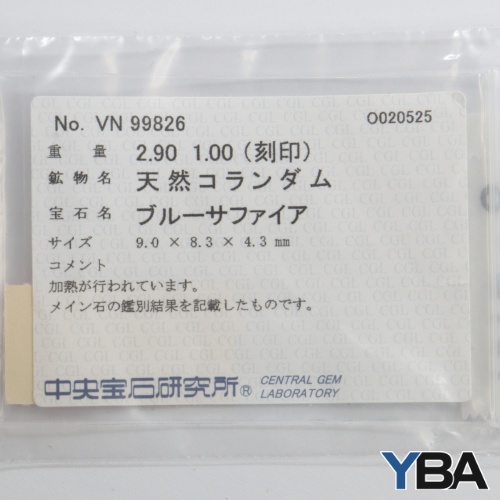 No. VN 99826 O020525
重 量 2.90 1.00 (刻印)
鉱 物 名 天然コランダム
宝 石 名 ブルーサファイア
サイズ 9.0 × 8.3 × 4.3 mm
コメント
加熱が行われています。
メイン石の鑑別結果を記載したものです。
中央宝石研究所® CENTRAL GEM
LABORATORY
YBA